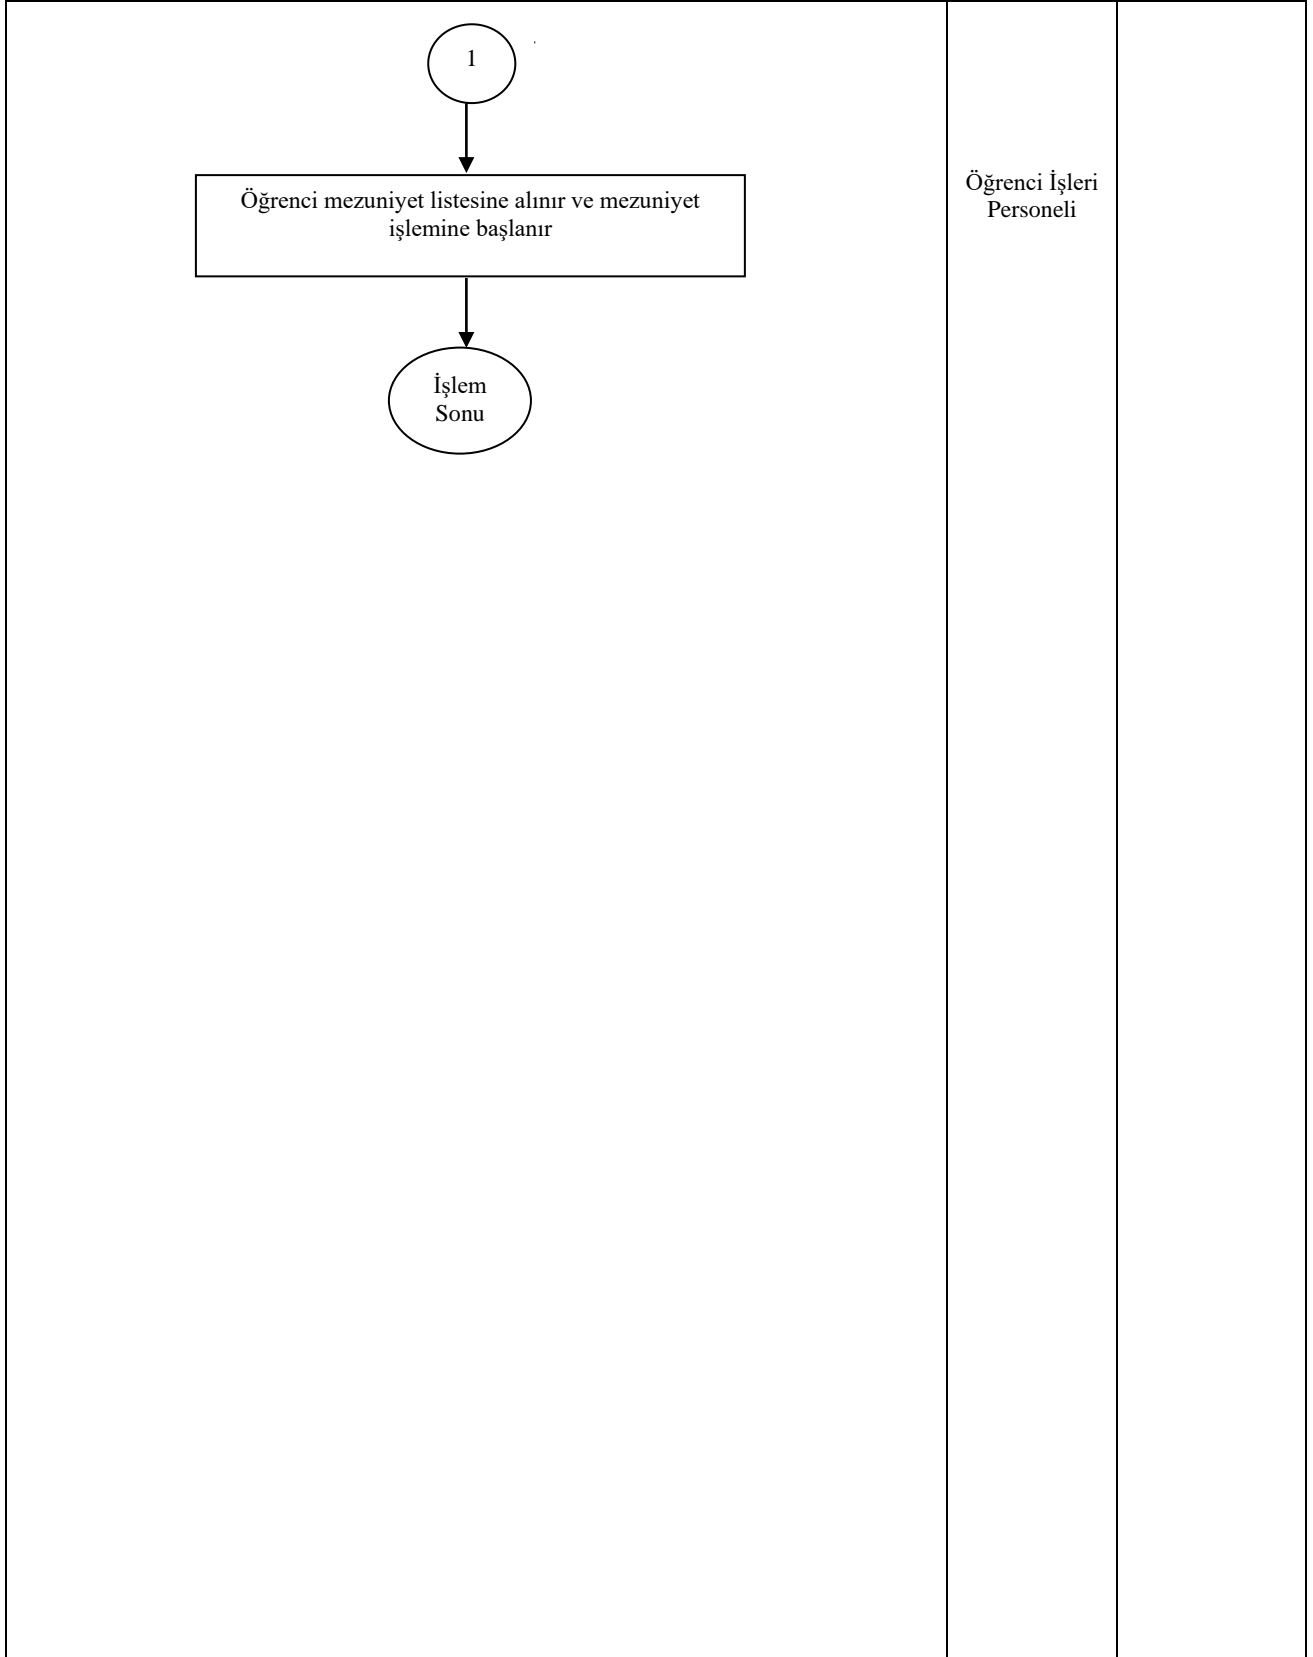 1
Öğrenci mezuniyet listesine alınır ve mezuniyet
işlemine başlanır
Öğrenci İşleri
Personeli
İşlem
Sonu